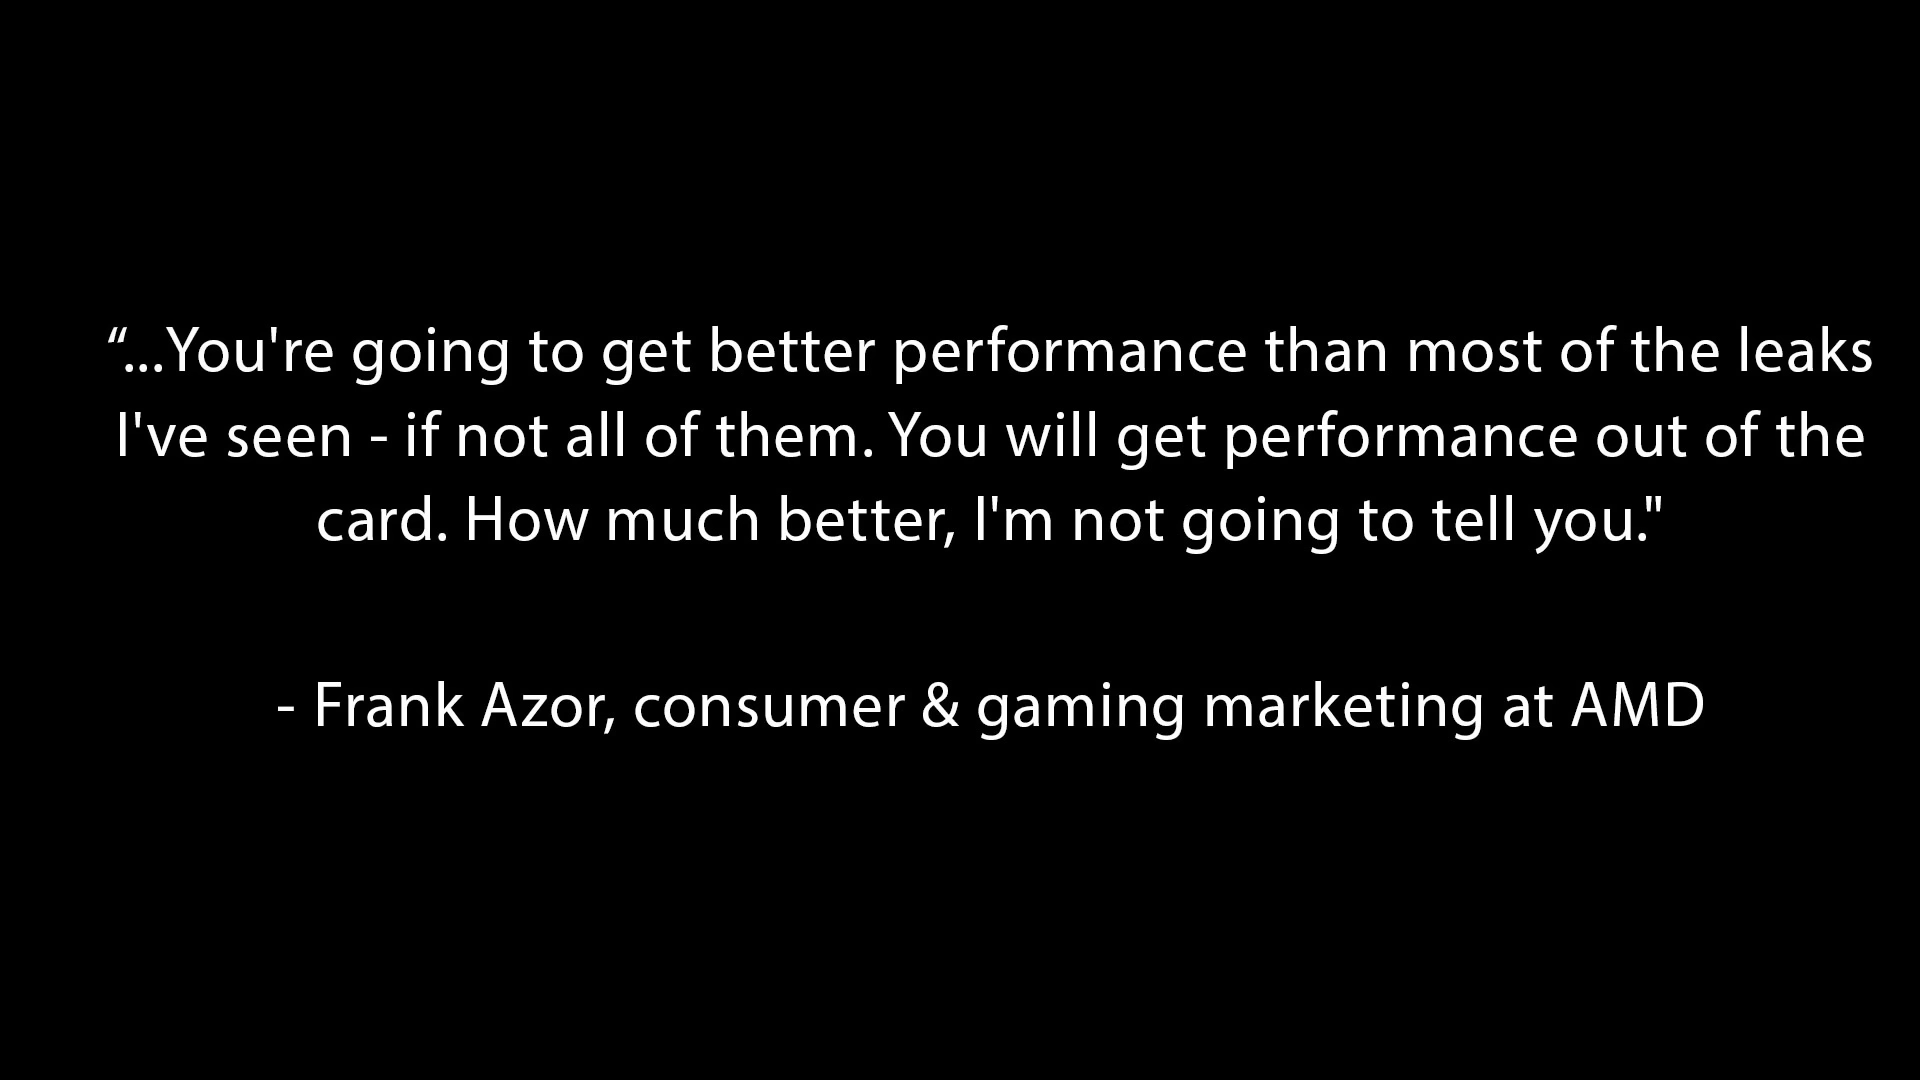 “...You're going to get better performance than most of the leaks
I've seen - if not all of them. You will get performance out of the
card. How much better, I'm not going to tell you."
- Frank Azor, consumer & gaming marketing at AMD